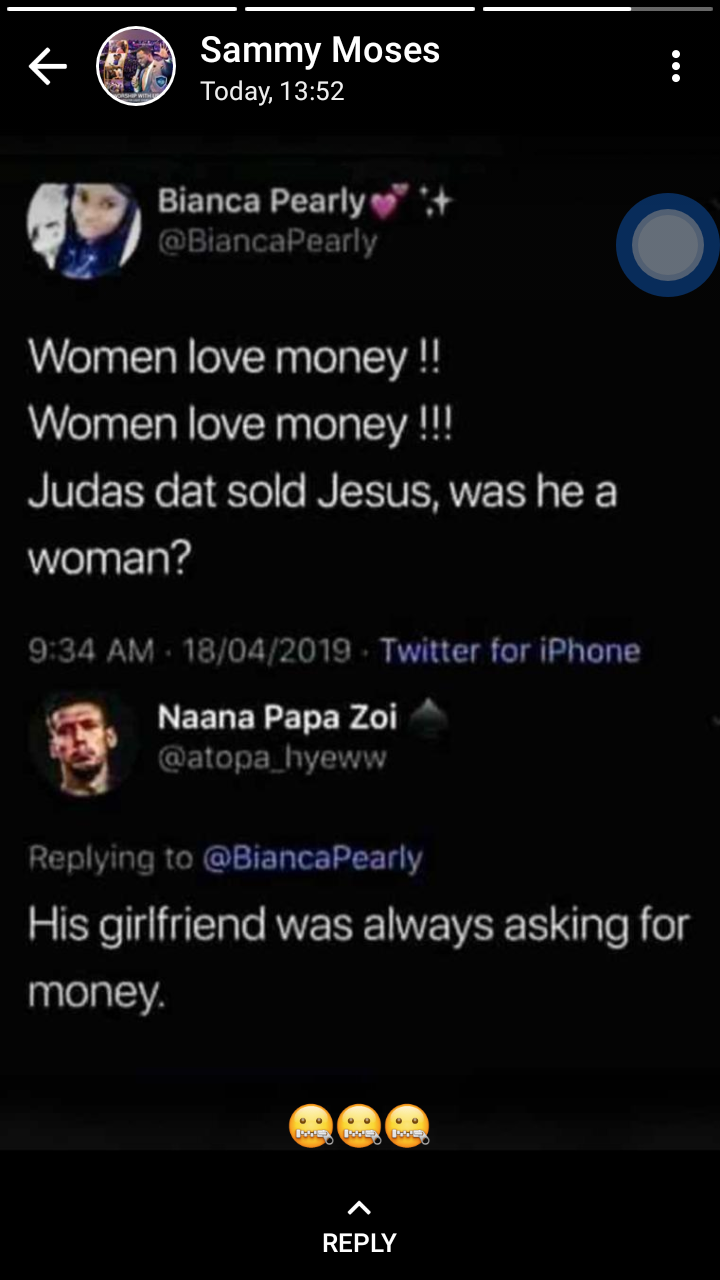 Sammy Moses
Today, 13:52
Bianca Pearly💕✨
@BiancaPearly
Women love money !!
Women love money !!!
Judas dat sold Jesus, was he a
woman?
9:34 AM · 18/04/2019 · Twitter for iPhone
Naana Papa Zoi ♠
@atopa_hyeww
Replying to @BiancaPearly
His girlfriend was always asking for
money.
🤐🤐🤐
REPLY